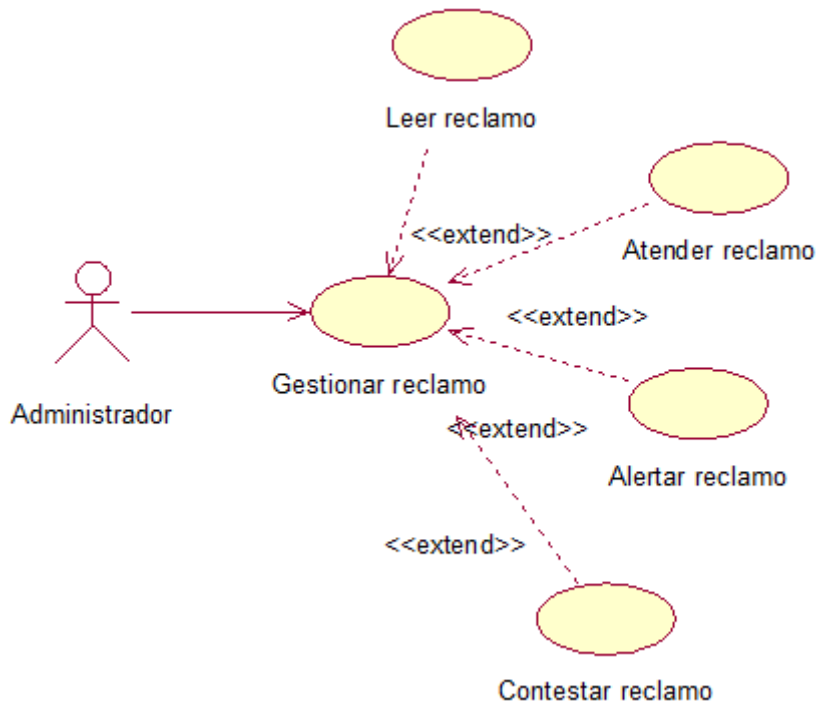 Leer reclamo
<<extend>>
Atender reclamo
<<extend>>
Gestionar reclamo
Administrador
<<extend>>
Alertar reclamo
<<extend>>
Contestar reclamo